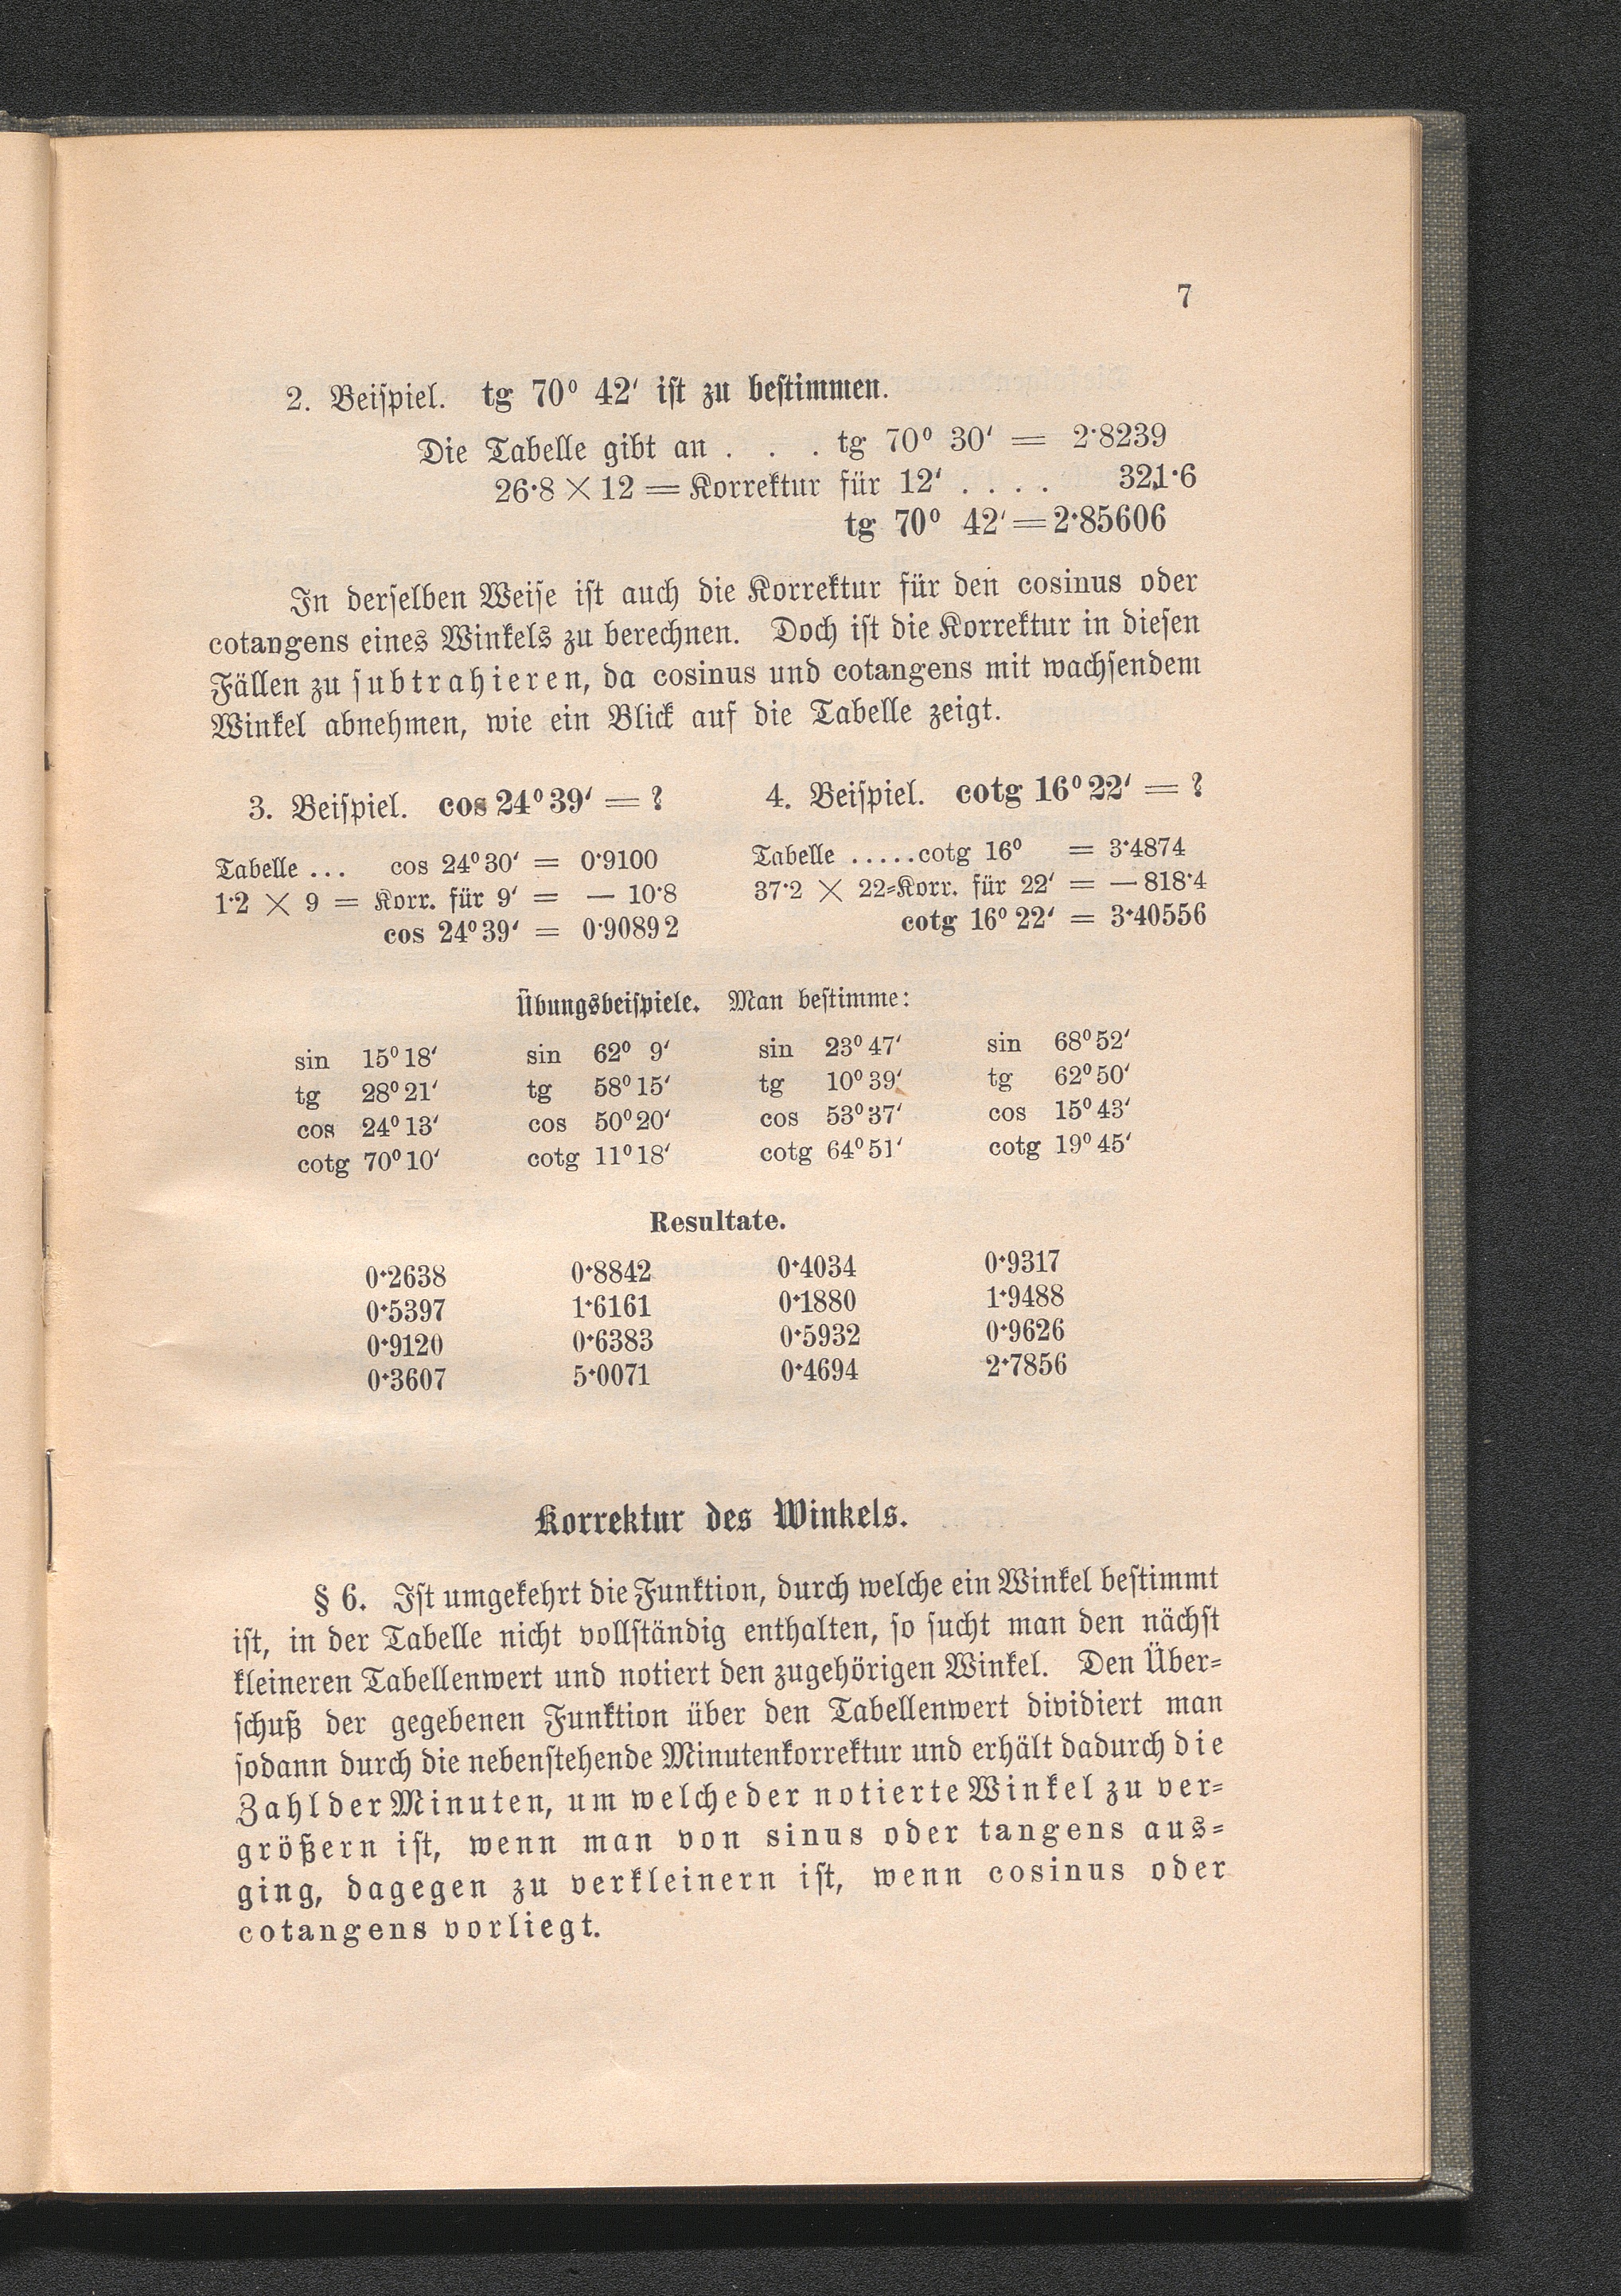 7
2. Beispiel. tg 70° 42′ ist zu bestimmen.
Die Tabelle gibt an . . . tg 70° 30′ = 2·8239
26·8 × 12 = Korrektur für 12′ . . . . 321·6
tg 70° 42′ = 2·85606
In derselben Weise ist auch die Korrektur für den cosinus oder
cotangens eines Winkels zu berechnen. Doch ist die Korrektur in diesen
Fällen zu subtrahieren, da cosinus und cotangens mit wachsendem
Winkel abnehmen, wie ein Blick auf die Tabelle zeigt.
3. Beispiel. cos 24° 39′ = ?
Tabelle ... cos 24° 30′ = 0·9100
1·2 × 9 = Korr. für 9′ = — 10·8
cos 24° 39′ = 0·90892
4. Beispiel. cotg 16° 22′ = ?
Tabelle ..... cotg 16° = 3·4874
37·2 × 22=Korr. für 22′ = — 818·4
cotg 16° 22′ = 3·40556
Übungsbeispiele. Man bestimme:
sin 15° 18′ sin 62° 9′ sin 23° 47′ sin 68° 52′
tg 28° 21′ tg 58° 15′ tg 10° 39′ tg 62° 50′
cos 24° 13′ cos 50° 20′ cos 53° 37′ cos 15° 43′
cotg 70° 10′ cotg 11° 18′ cotg 64° 51′ cotg 19° 45′
Resultate.
0·2638 0·8842 0·4034 0·9317
0·5397 1·6161 0·1880 1·9488
0·9120 0·6383 0·5932 0·9626
0·3607 5·0071 0·4694 2·7856
Korrektur des Winkels.
§ 6. Ist umgekehrt die Funktion, durch welche ein Winkel bestimmt
ist, in der Tabelle nicht vollständig enthalten, so sucht man den nächst
kleineren Tabellenwert und notiert den zugehörigen Winkel. Den Über-
schuß der gegebenen Funktion über den Tabellenwert dividiert man
sodann durch die nebenstehende Minutenkorrektur und erhält dadurch die
Zahl der Minuten, um welche der notierte Winkel zu ver-
größern ist, wenn man von sinus oder tangens aus-
ging, dagegen zu verkleinern ist, wenn cosinus oder
cotangens vorliegt.